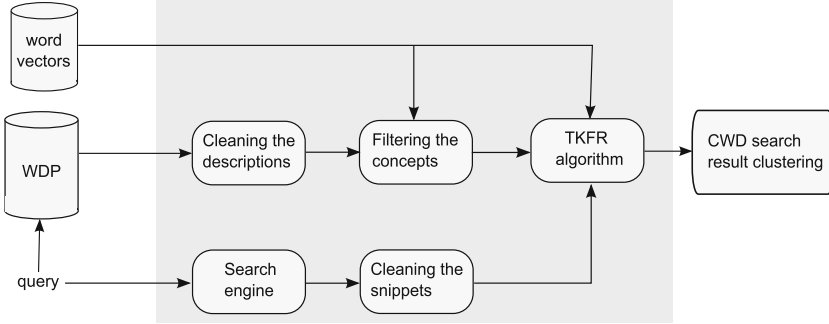 word
vectors
WDP
query
Cleaning the
descriptions
Filtering the
concepts
TKFR
algorithm
CWD search
result clustering
Search
engine
Cleaning the
snippets